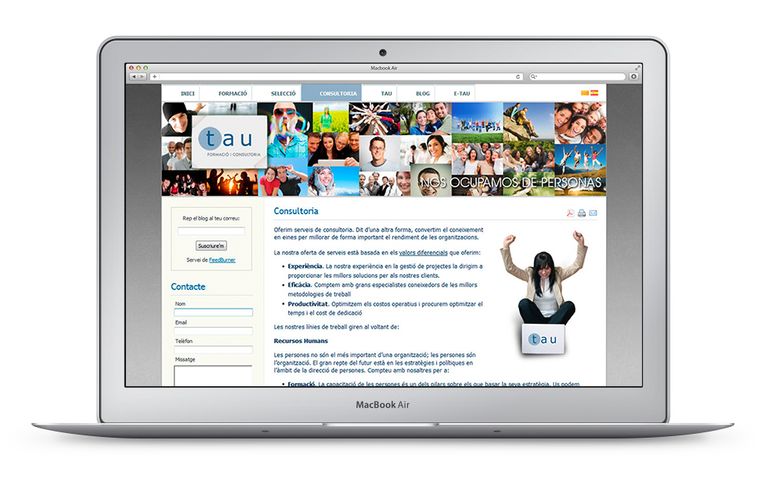 Macbook Air
INICI FORMACIÓ SELECCIÓ CONSULTORIA TAU BLOG E-TAU
tau
FORMACIÓ I CONSULTORIA
NOS OCUPAMOS DE PERSONAS
Rep el blog al teu correu:
Suscriure'm
Servei de FeedBurner
Contacte
Nom
Email
Telèfon
Missatge
Consultoria
Oferim serveis de consultoria. Dit d'una altra forma, convertim el coneixement
en eines per millorar de forma important el rendiment de les organitzacions.
La nostra oferta de serveis està basada en els valors diferencials que oferim:
• Experiència. La nostre experiència en la gestió de projectes la dirigim a
proporcionar les millors solucions per als nostres clients.
• Eficàcia. Comptem amb grans especialistes coneixedors de les millors
metodologies de treball
• Productivitat. Optimitzem els costos operatius i procurem optimitzar el
temps i el cost de dedicació
Les nostres línies de treball giren al voltant de:
Recursos Humans
Les persones no són el més important d'una organització; les persones són
l'organització. El gran repte del futur està en les estratègies i polítiques en
l'àmbit de la direcció de persones. Compteu amb nosaltres per a:
• Formació. La capacitació de les persones és un dels pilars sobre els que basar la seva estratègia. Us podem
tau
MacBook Air